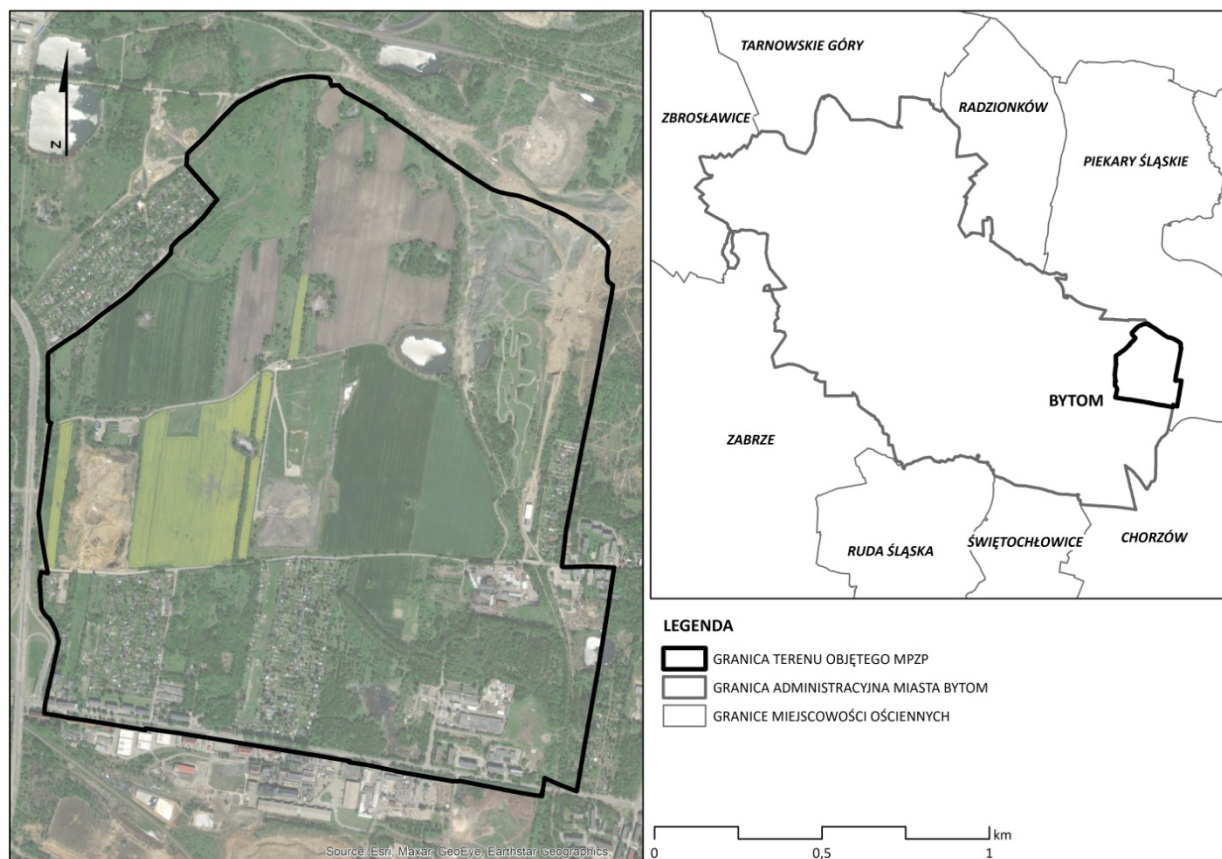 N
Source: Esri, Maxar, GeoEye, Earthstar Geographics,
TARNOWSKIE GÓRY
RADZIONKÓW
ZBROSŁAWICE
PIEKARY ŚLĄSKIE
BYTOM
ZABRZE
RUDA ŚLĄSKA
ŚWIĘTOCHŁOWICE
CHORZÓW
LEGENDA
GRANICA TERENU OBJĘTEGO MPZP
GRANICA ADMINISTRACYJNA MIASTA BYTOM
GRANICE MIEJSCOWOŚCI OŚCIENNYCH
km
0 0,5 1